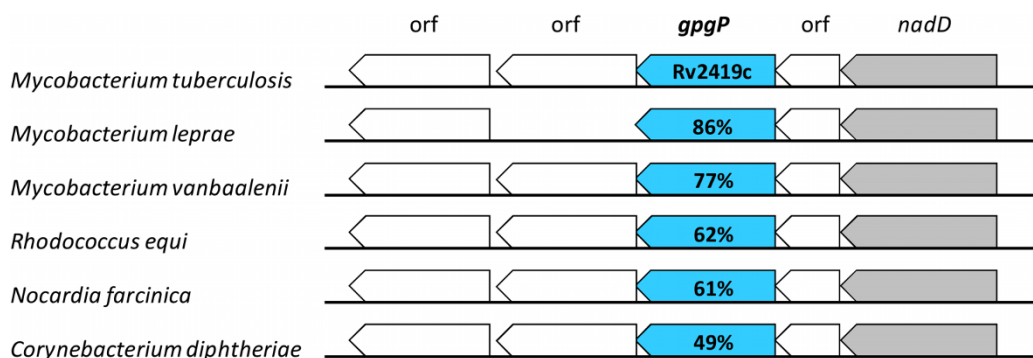 orf orf gpgP orf nadD
Mycobacterium tuberculosis Rv2419c
Mycobacterium leprae 86%
Mycobacterium vanbaalenii 77%
Rhodococcus equi 62%
Nocardia farcinica 61%
Corynebacterium diphtheriae 49%